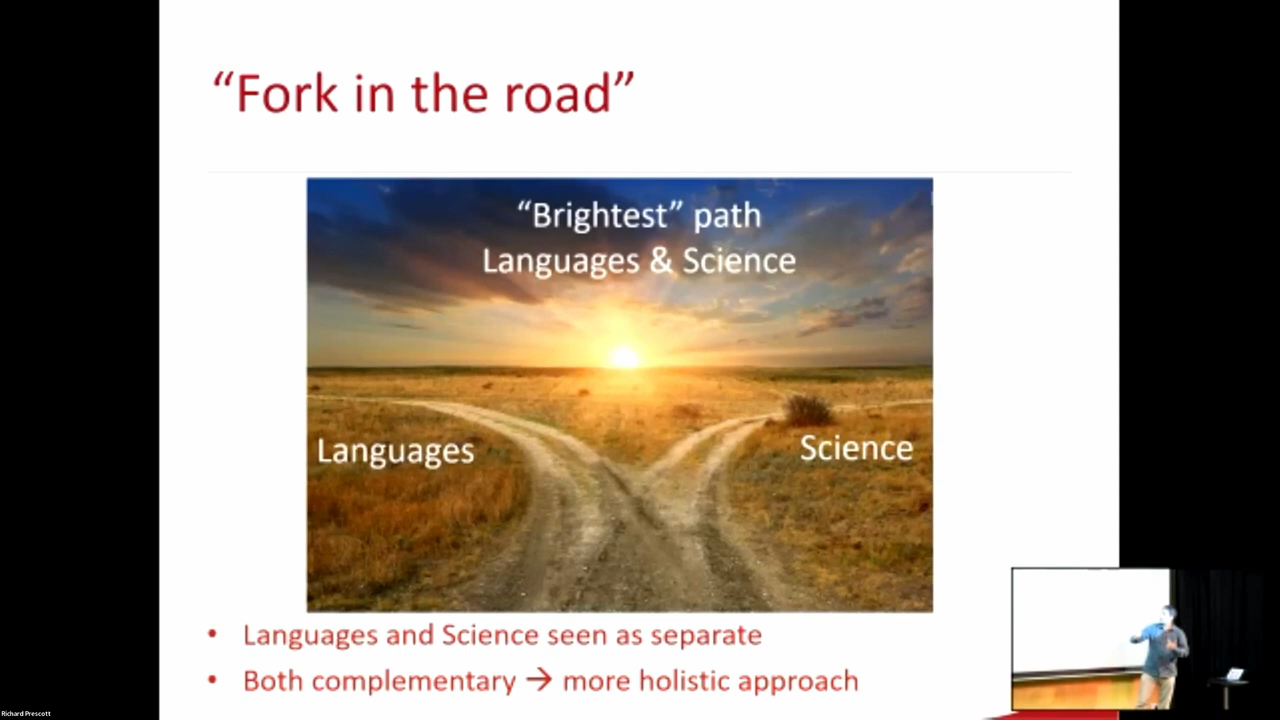 “Fork in the road”
“Brightest” path
Languages & Science
Languages
Science
• Languages and Science seen as separate
• Both complementary → more holistic approach
Richard Prescott